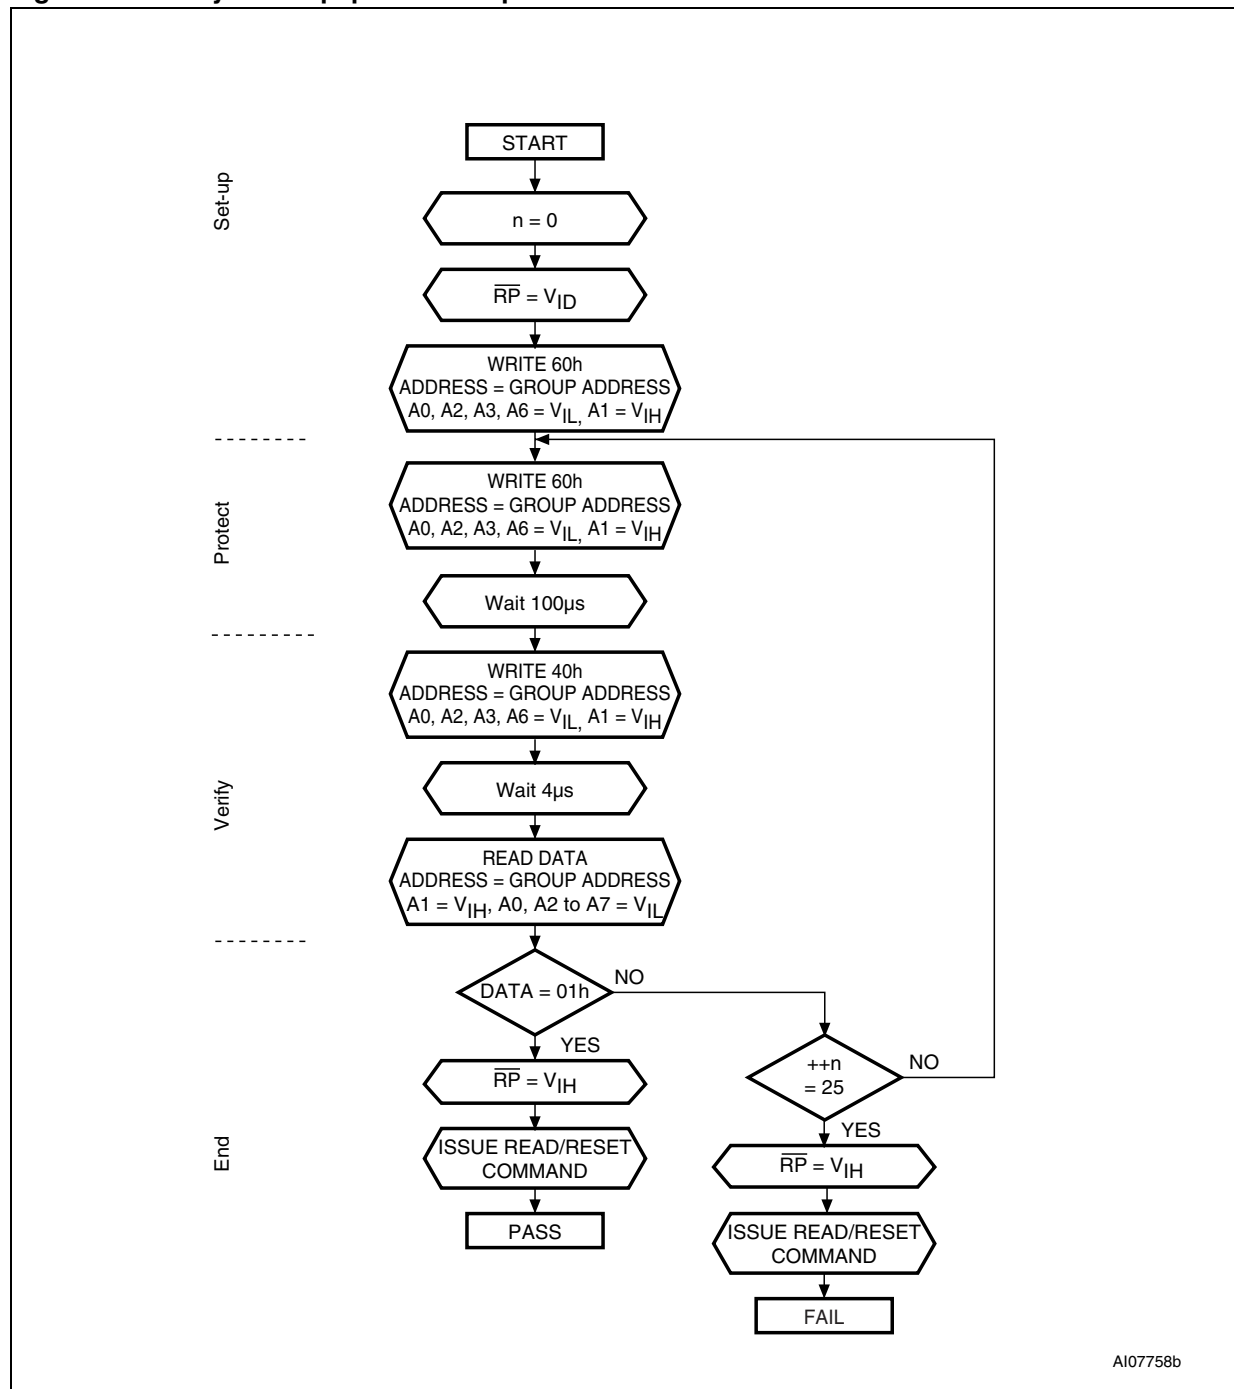 START
Set-up
n = 0
RP = VID
WRITE 60h
ADDRESS = GROUP ADDRESS
A0, A2, A3, A6 = VIL, A1 = VIH
Protect
WRITE 60h
ADDRESS = GROUP ADDRESS
A0, A2, A3, A6 = VIL, A1 = VIH
Wait 100µs
WRITE 40h
ADDRESS = GROUP ADDRESS
A0, A2, A3, A6 = VIL, A1 = VIH
Verify
Wait 4µs
READ DATA
ADDRESS = GROUP ADDRESS
A1 = VIH, A0, A2 to A7 = VIL
DATA = 01h
NO
YES
++n
= 25
NO
YES
End
RP = VIH
ISSUE READ/RESET
COMMAND
PASS
RP = VIH
ISSUE READ/RESET
COMMAND
FAIL
AI07758b